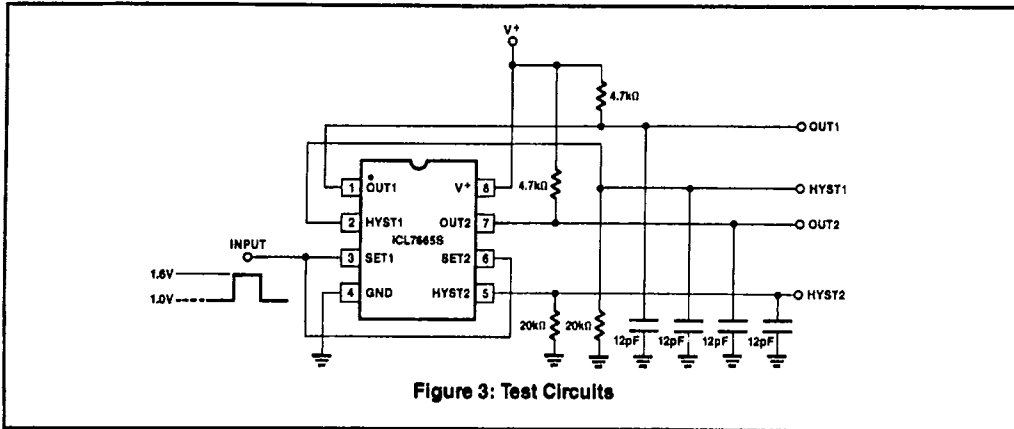 V+
4.7kΩ
OUT1
1 OUT1 V+ 8
4.7kΩ
HYST1
2 HYST1 OUT2 7
OUT2
ICL7665S
INPUT
3 SET1 SET2 6
1.6V
4 GND HYST2 5
HYST2
1.0V
20kΩ 20kΩ
12pF 12pF 12pF 12pF
Figure 3: Test Circuits